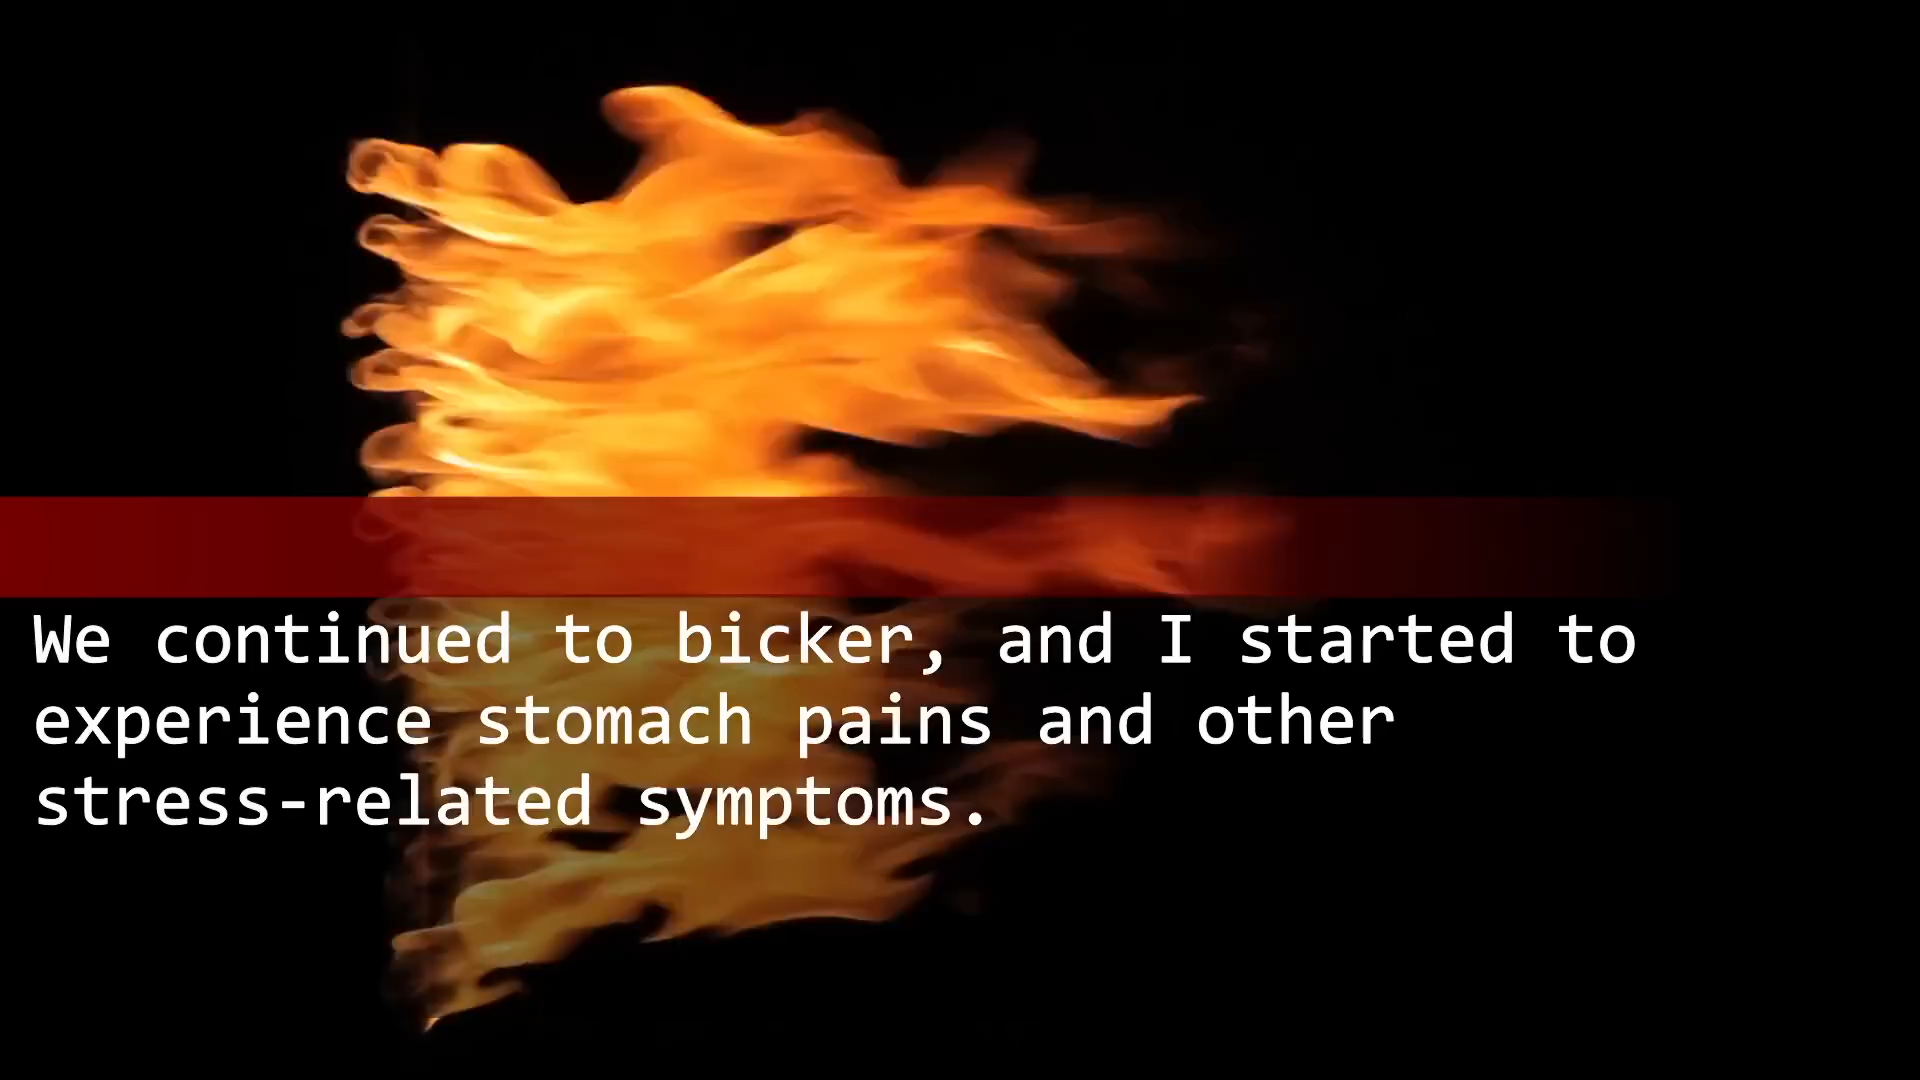 We continued to bicker, and I started to
experience stomach pains and other
stress-related symptoms.